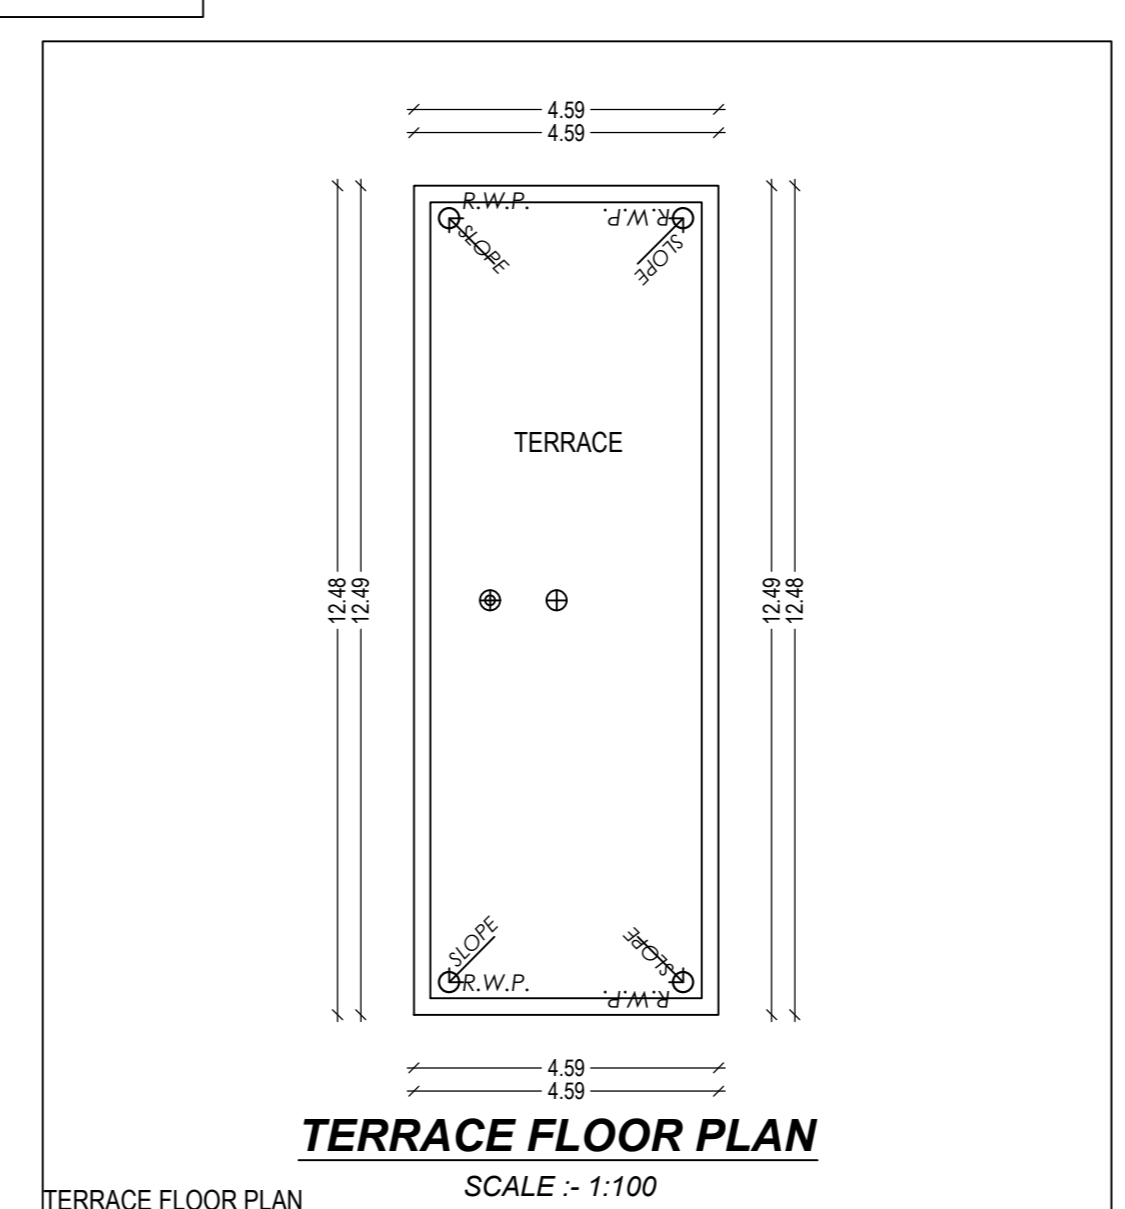 4.59
4.59
R.W.P.
R.W.P.
SLOPE
SLOPE
TERRACE
12.48
12.49
12.49
12.48
SLOPE
SLOPE
R.W.P.
R.W.P.
4.59
4.59
TERRACE FLOOR PLAN
SCALE :- 1:100
TERRACE FLOOR PLAN